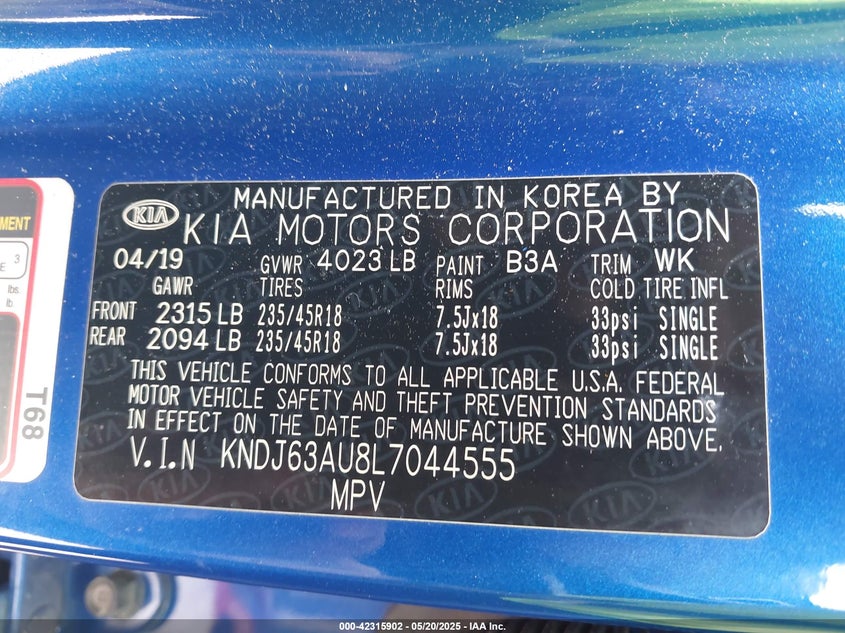 MANUFACTURED IN KOREA BY
KIA KIA MOTORS CORPORATION
04/19 GVWR 4023 LB PAINT B3A TRIM WK
GAWR TIRES RIMS COLD TIRE INFL
FRONT 2315 LB 235/45R18 7.5Jx18 33psi SINGLE
REAR 2094 LB 235/45R18 7.5Jx18 33psi SINGLE
THIS VEHICLE CONFORMS TO ALL APPLICABLE U.S.A. FEDERAL
MOTOR VEHICLE SAFETY AND THEFT PREVENTION STANDARDS
IN EFFECT ON THE DATE OF MANUFACTURE SHOWN ABOVE.
V.I.N KNDJ63AU8L7044555
MPV
3
lbs.
lb
T68
000-42315902 - 05/20/2025 - IAA Inc.